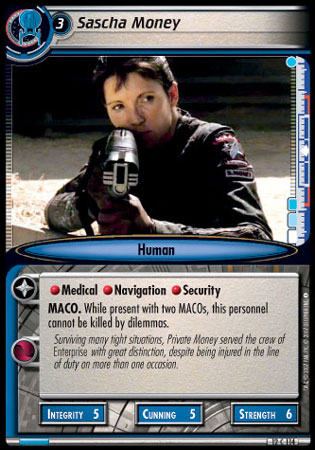 3 Sascha Money
Human
Medical Navigation Security
MACO. While present with two MACOs, this personnel
cannot be killed by dilemmas.
Surviving many tight situations, Private Money served the crew of
Enterprise with great distinction, despite being injured in the line
of duty on more than one occasion.
INTEGRITY 5 CUNNING 5 STRENGTH 6